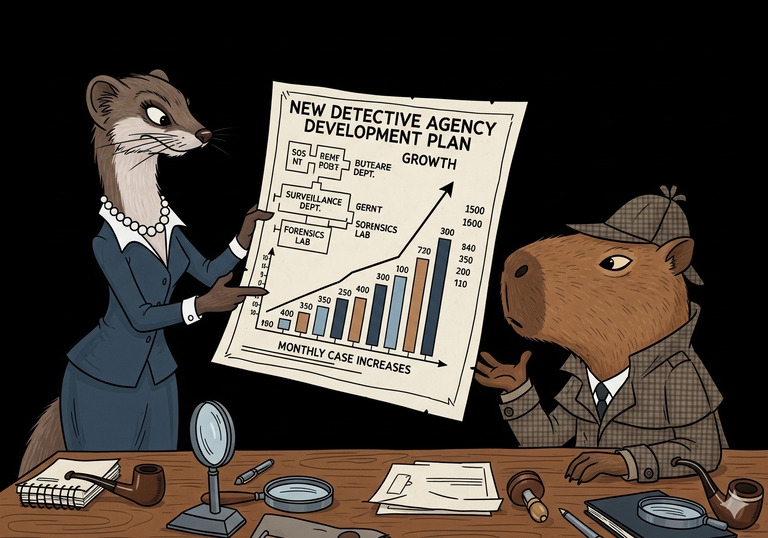 NEW DETECTIVE AGENCY
DEVELOPMENT PLAN
GROWTH
SOS
NT
REMF
POBT
BUTEARE
DEPT.
SURVEILLANCE
DEPT.
GERNT
SORENSICS
LAB
FORENSICS
LAB
1500
1600
840
350
200
110
180
400
350
350
250
400
300
100
720
300
MONTHLY CASE INCREASES